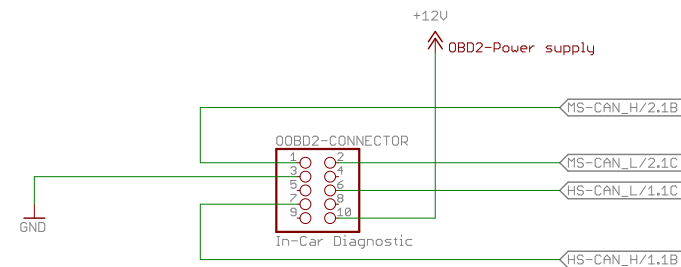 +12V
OBD2-Power supply
MS-CAN_H/2.1B
OOBD2-CONNECTOR
1 2
MS-CAN_L/2.1C
3 4
5 6
HS-CAN_L/1.1C
7 8
9 10
GND
In-Car Diagnostic
HS-CAN_H/1.1B